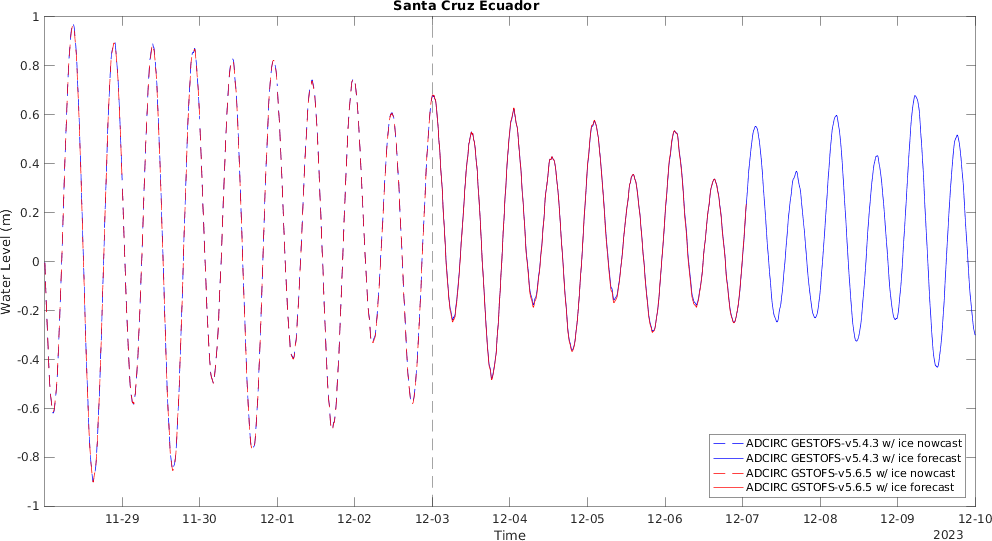 Santa Cruz Ecuador
1
0.8
0.6
0.4
0.2
0
-0.2
-0.4
-0.6
-0.8
-1
Water Level (m)
11-29 11-30 12-01 12-02 12-03 12-04 12-05 12-06 12-07 12-08 12-09 12-10
Time
2023
ADCIRC GESTOFS-v5.4.3 w/ ice nowcast
ADCIRC GESTOFS-v5.4.3 w/ ice forecast
ADCIRC GSTOFS-v5.6.5 w/ ice nowcast
ADCIRC GSTOFS-v5.6.5 w/ ice forecast